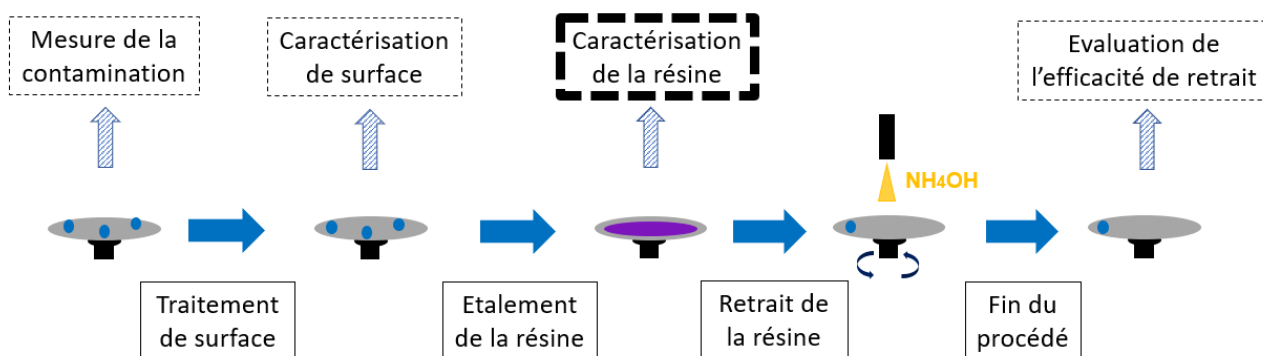 Mesure de la
contamination
Caractérisation
de surface
Caractérisation
de la résine
Evaluation de
l’efficacité de retrait
NH4OH
Traitement
de surface
Etalement
de la résine
Retrait de
la résine
Fin du
procédé